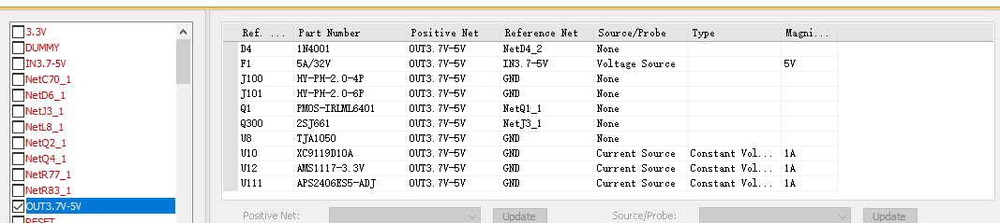 3.3V
DUMMY
IN3.7-5V
NetC70_1
NetD6_1
NetJ3_1
NetL8_1
NetQ2_1
NetQ4_1
NetR77_1
NetR83_1
OUT3.7V-5V
RESET
Ref. ... Part Number Positive Net Reference Net Source/Probe Type Magni...
D4 1N4001 OUT3.7V-5V NetD4_2 None
F1 5A/32V OUT3.7V-5V IN3.7-5V Voltage Source 5V
J100 HY-PH-2.0-4P OUT3.7V-5V GND None
J101 HY-PH-2.0-6P OUT3.7V-5V GND None
Q1 PMOS-IRLML6401 OUT3.7V-5V NetQ1_1 None
Q300 2SJ661 OUT3.7V-5V NetJ3_1 None
U8 TJA1050 OUT3.7V-5V GND None
U10 XC9119D10A OUT3.7V-5V GND Current Source Constant Vol... 1A
U12 AMS1117-3.3V OUT3.7V-5V GND Current Source Constant Vol... 1A
U111 APS2406ES5-ADJ OUT3.7V-5V GND Current Source Constant Vol... 1A
Positive Net: Update Source/Probe: Update